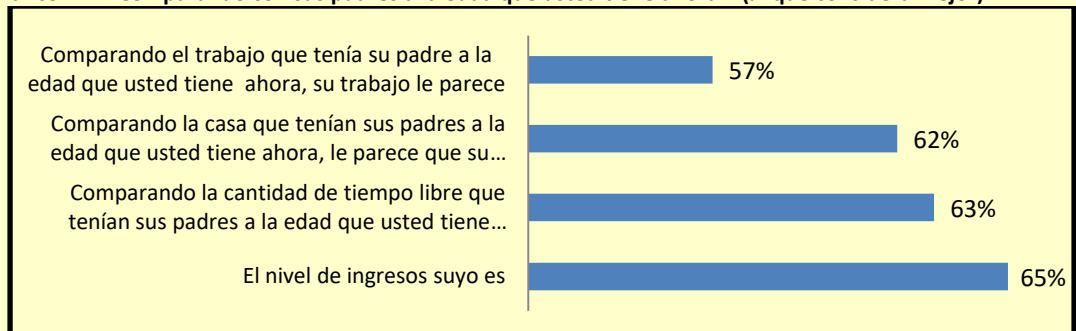 Comparando el trabajo que tenía su padre a la
edad que usted tiene ahora, su trabajo le parece
57%
Comparando la casa que tenían sus padres a la
edad que usted tiene ahora, le parece que su…
62%
Comparando la cantidad de tiempo libre que
tenían sus padres a la edad que usted tiene…
63%
El nivel de ingresos suyo es
65%